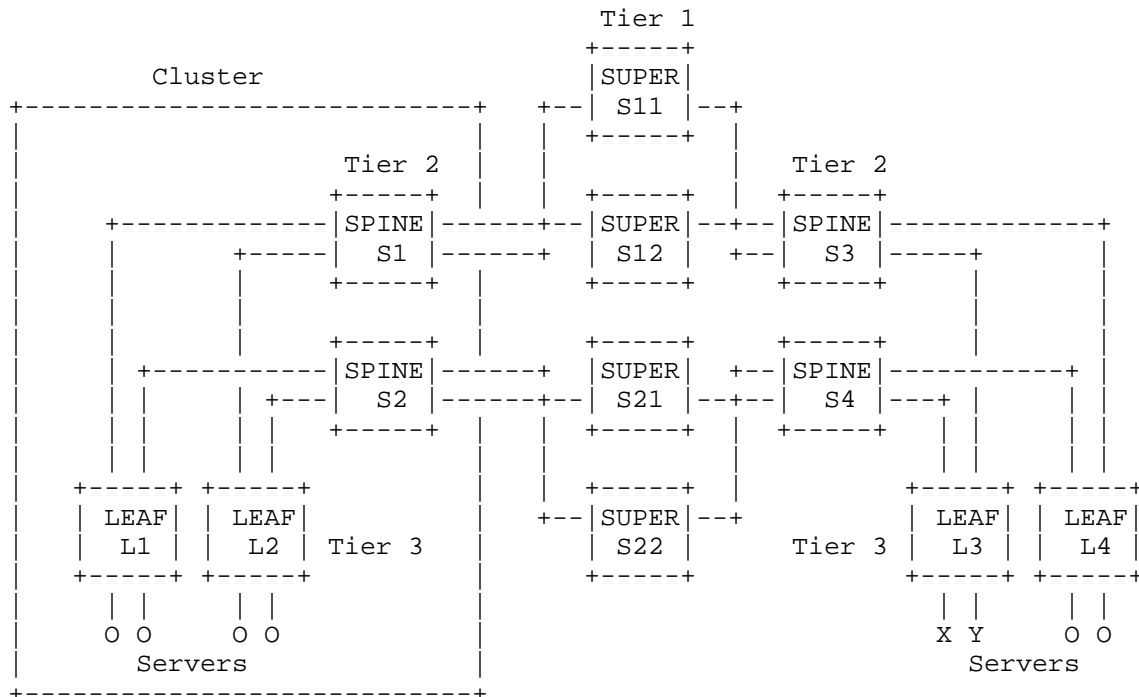 Tier 1
Cluster
SUPER
S11
Tier 2 Tier 2
SPINE SUPER SPINE
S1 S12 S3
SPINE SUPER SPINE
S2 S21 S4
LEAF LEAF SUPER LEAF LEAF
L1 L2 Tier 3 S22 Tier 3 L3 L4
O O O O X Y O O
Servers Servers